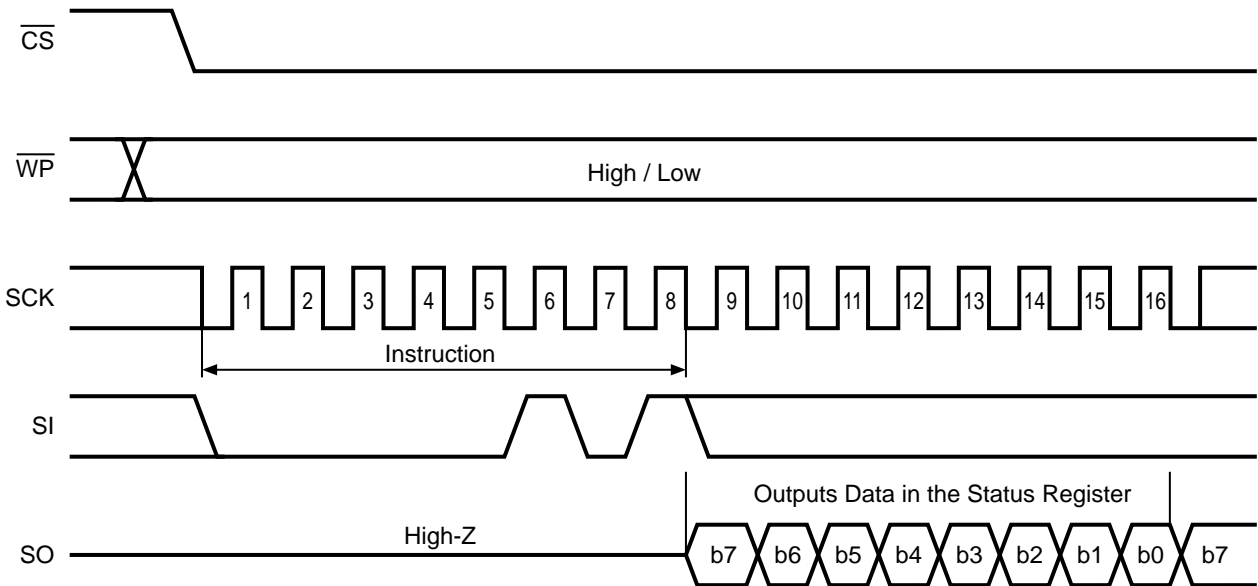 CS
WP
High / Low
SCK
1 2 3 4 5 6 7 8 9 10 11 12 13 14 15 16
Instruction
SI
Outputs Data in the Status Register
High-Z
SO
b7 b6 b5 b4 b3 b2 b1 b0 b7